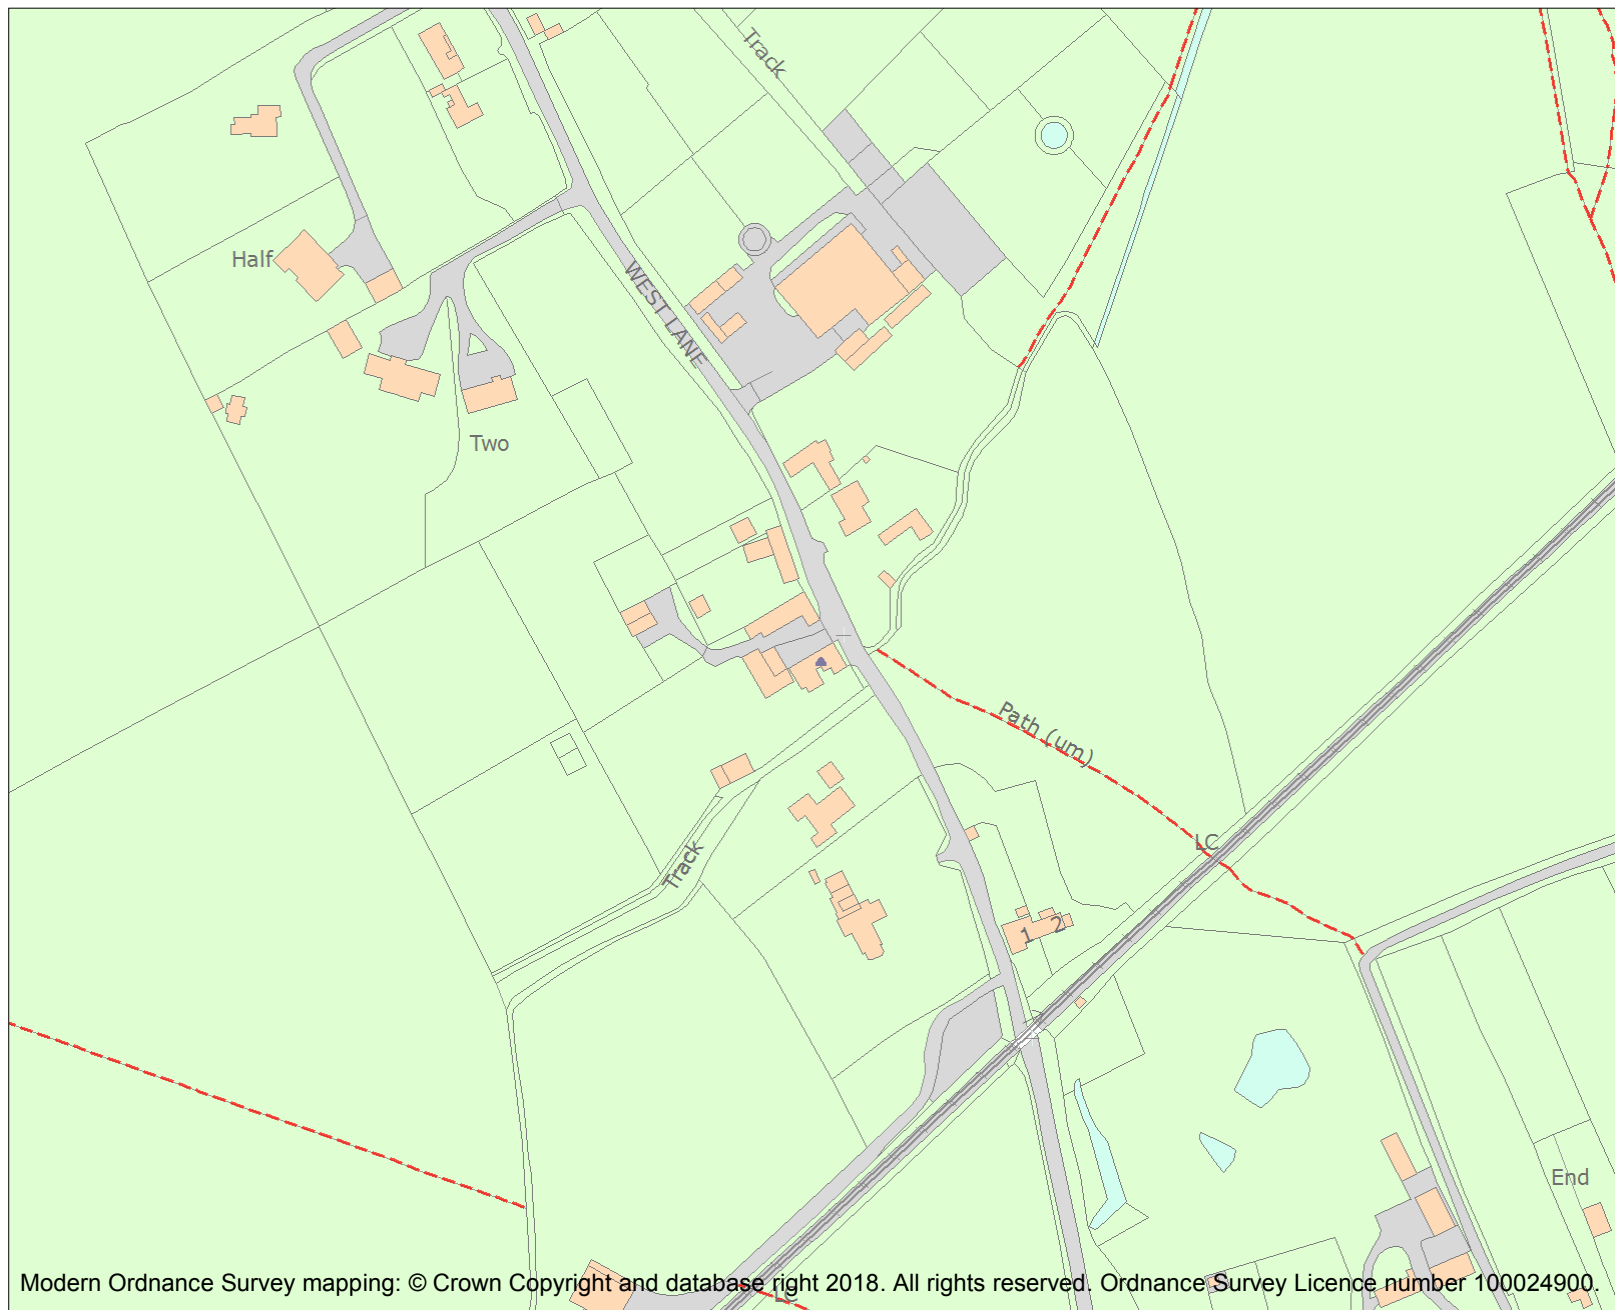 Track
Half
WEST LANE
Two
Path (um)
LC
Track
1
2
End
Modern Ordnance Survey mapping: © Crown Copyright and database right 2018. All rights reserved. Ordnance Survey Licence number 100024900.
LC